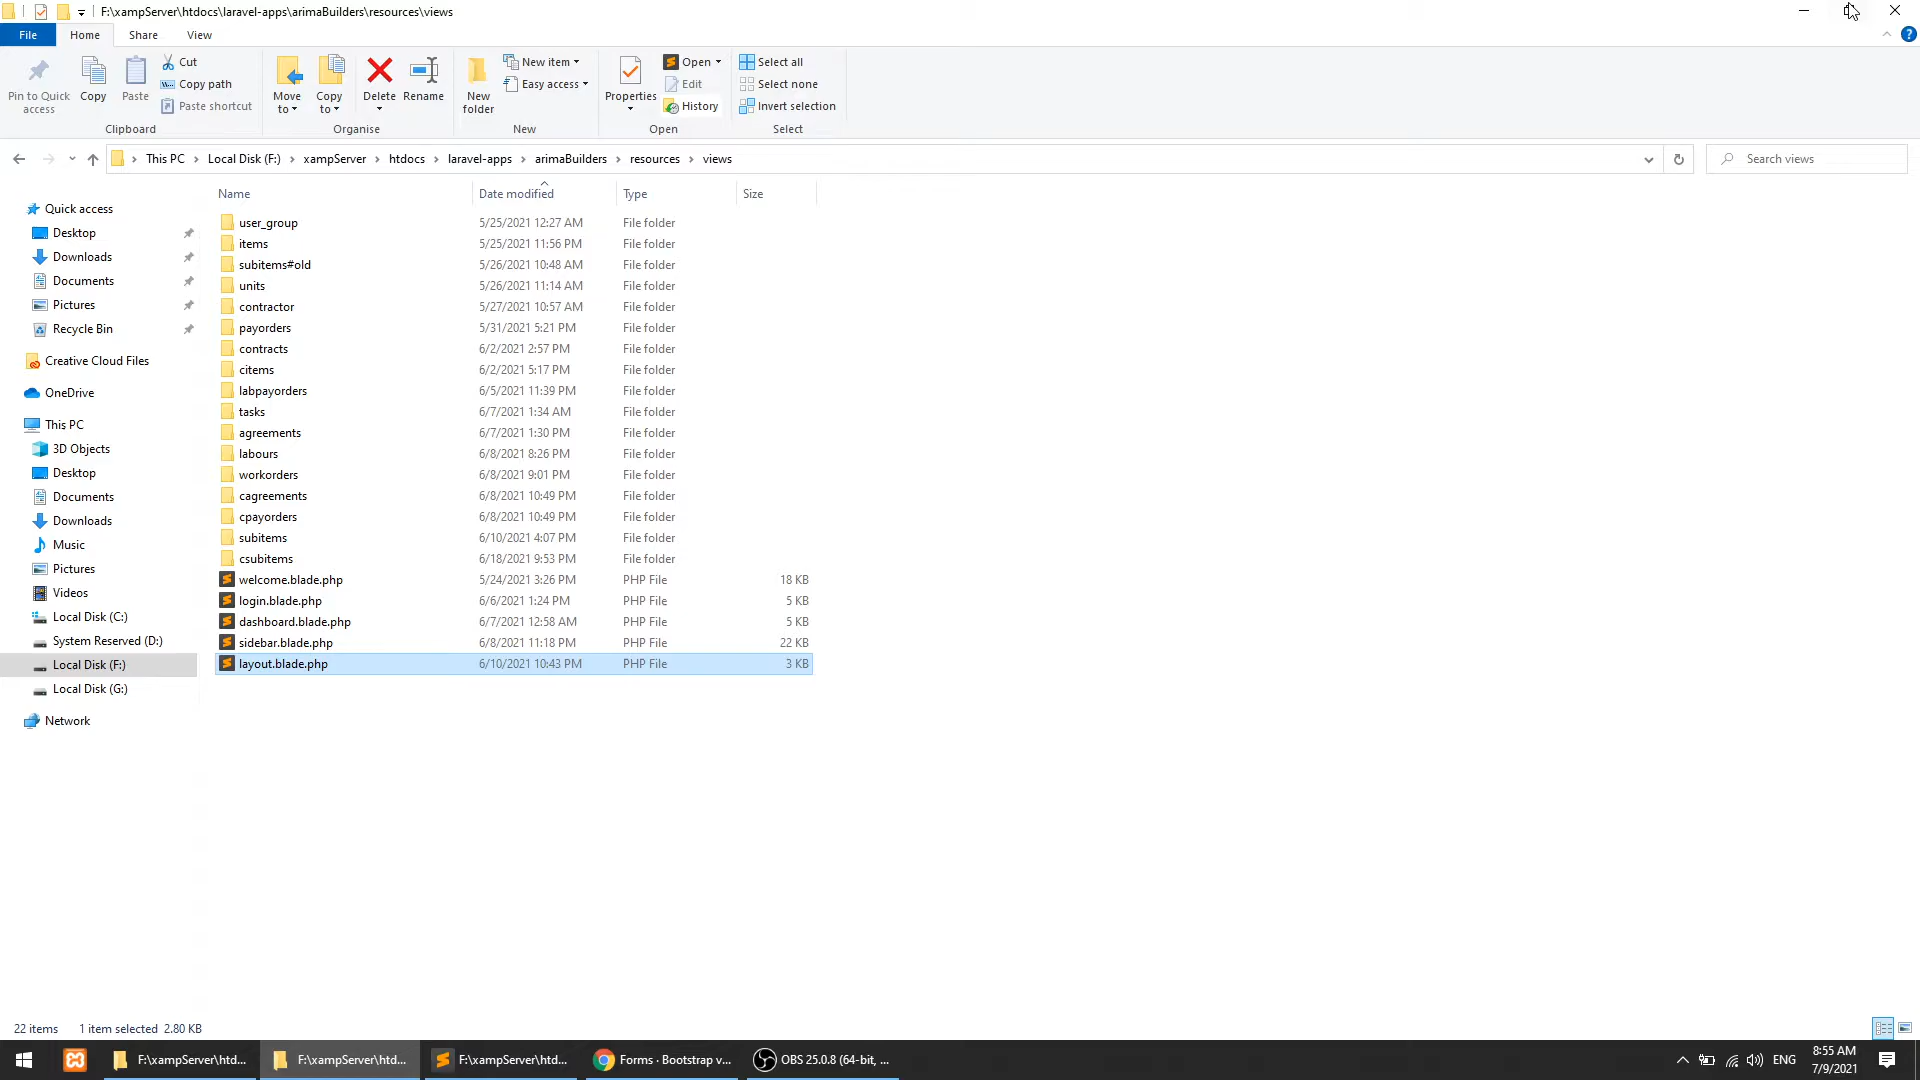 F:\xampServer\htdocs\laravel-apps\arimaBuilders\resources\views
File Home Share View
Pin to Quick access
Copy
Paste
Cut
Copy path
Paste shortcut
Clipboard
Move to
Copy to
Delete
Rename
Organise
New folder
New item
Easy access
New
Properties
Open
Edit
History
Open
Select all
Select none
Invert selection
Select
This PC > Local Disk (F:) > xampServer > htdocs > laravel-apps > arimaBuilders > resources > views
Search views
Name Date modified Type Size
Quick access
Desktop
Downloads
Documents
Pictures
Recycle Bin
Creative Cloud Files
OneDrive
This PC
3D Objects
Desktop
Documents
Downloads
Music
Pictures
Videos
Local Disk (C:)
System Reserved (D:)
Local Disk (F:)
Local Disk (G:)
Network
user_group 5/25/2021 12:27 AM File folder
items 5/25/2021 11:56 PM File folder
subitems#old 5/26/2021 10:48 AM File folder
units 5/26/2021 11:14 AM File folder
contractor 5/27/2021 10:57 AM File folder
payorders 5/31/2021 5:21 PM File folder
contracts 6/2/2021 2:57 PM File folder
citems 6/2/2021 5:17 PM File folder
labpayorders 6/5/2021 11:39 PM File folder
tasks 6/7/2021 1:34 AM File folder
agreements 6/7/2021 1:30 PM File folder
labours 6/8/2021 8:26 PM File folder
workorders 6/8/2021 9:01 PM File folder
cagreements 6/8/2021 10:49 PM File folder
cpayorders 6/8/2021 10:49 PM File folder
subitems 6/10/2021 4:07 PM File folder
csubitems 6/18/2021 9:53 PM File folder
welcome.blade.php 5/24/2021 3:26 PM PHP File 18 KB
login.blade.php 6/6/2021 1:24 PM PHP File 5 KB
dashboard.blade.php 6/7/2021 12:58 AM PHP File 5 KB
sidebar.blade.php 6/8/2021 11:18 PM PHP File 22 KB
layout.blade.php 6/10/2021 10:43 PM PHP File 3 KB
22 items 1 item selected 2.80 KB
F:\xampServer\htd... F:\xampServer\htd... F:\xampServer\htd... Forms · Bootstrap v... OBS 25.0.8 (64-bit, ...
ENG
8:55 AM
7/9/2021